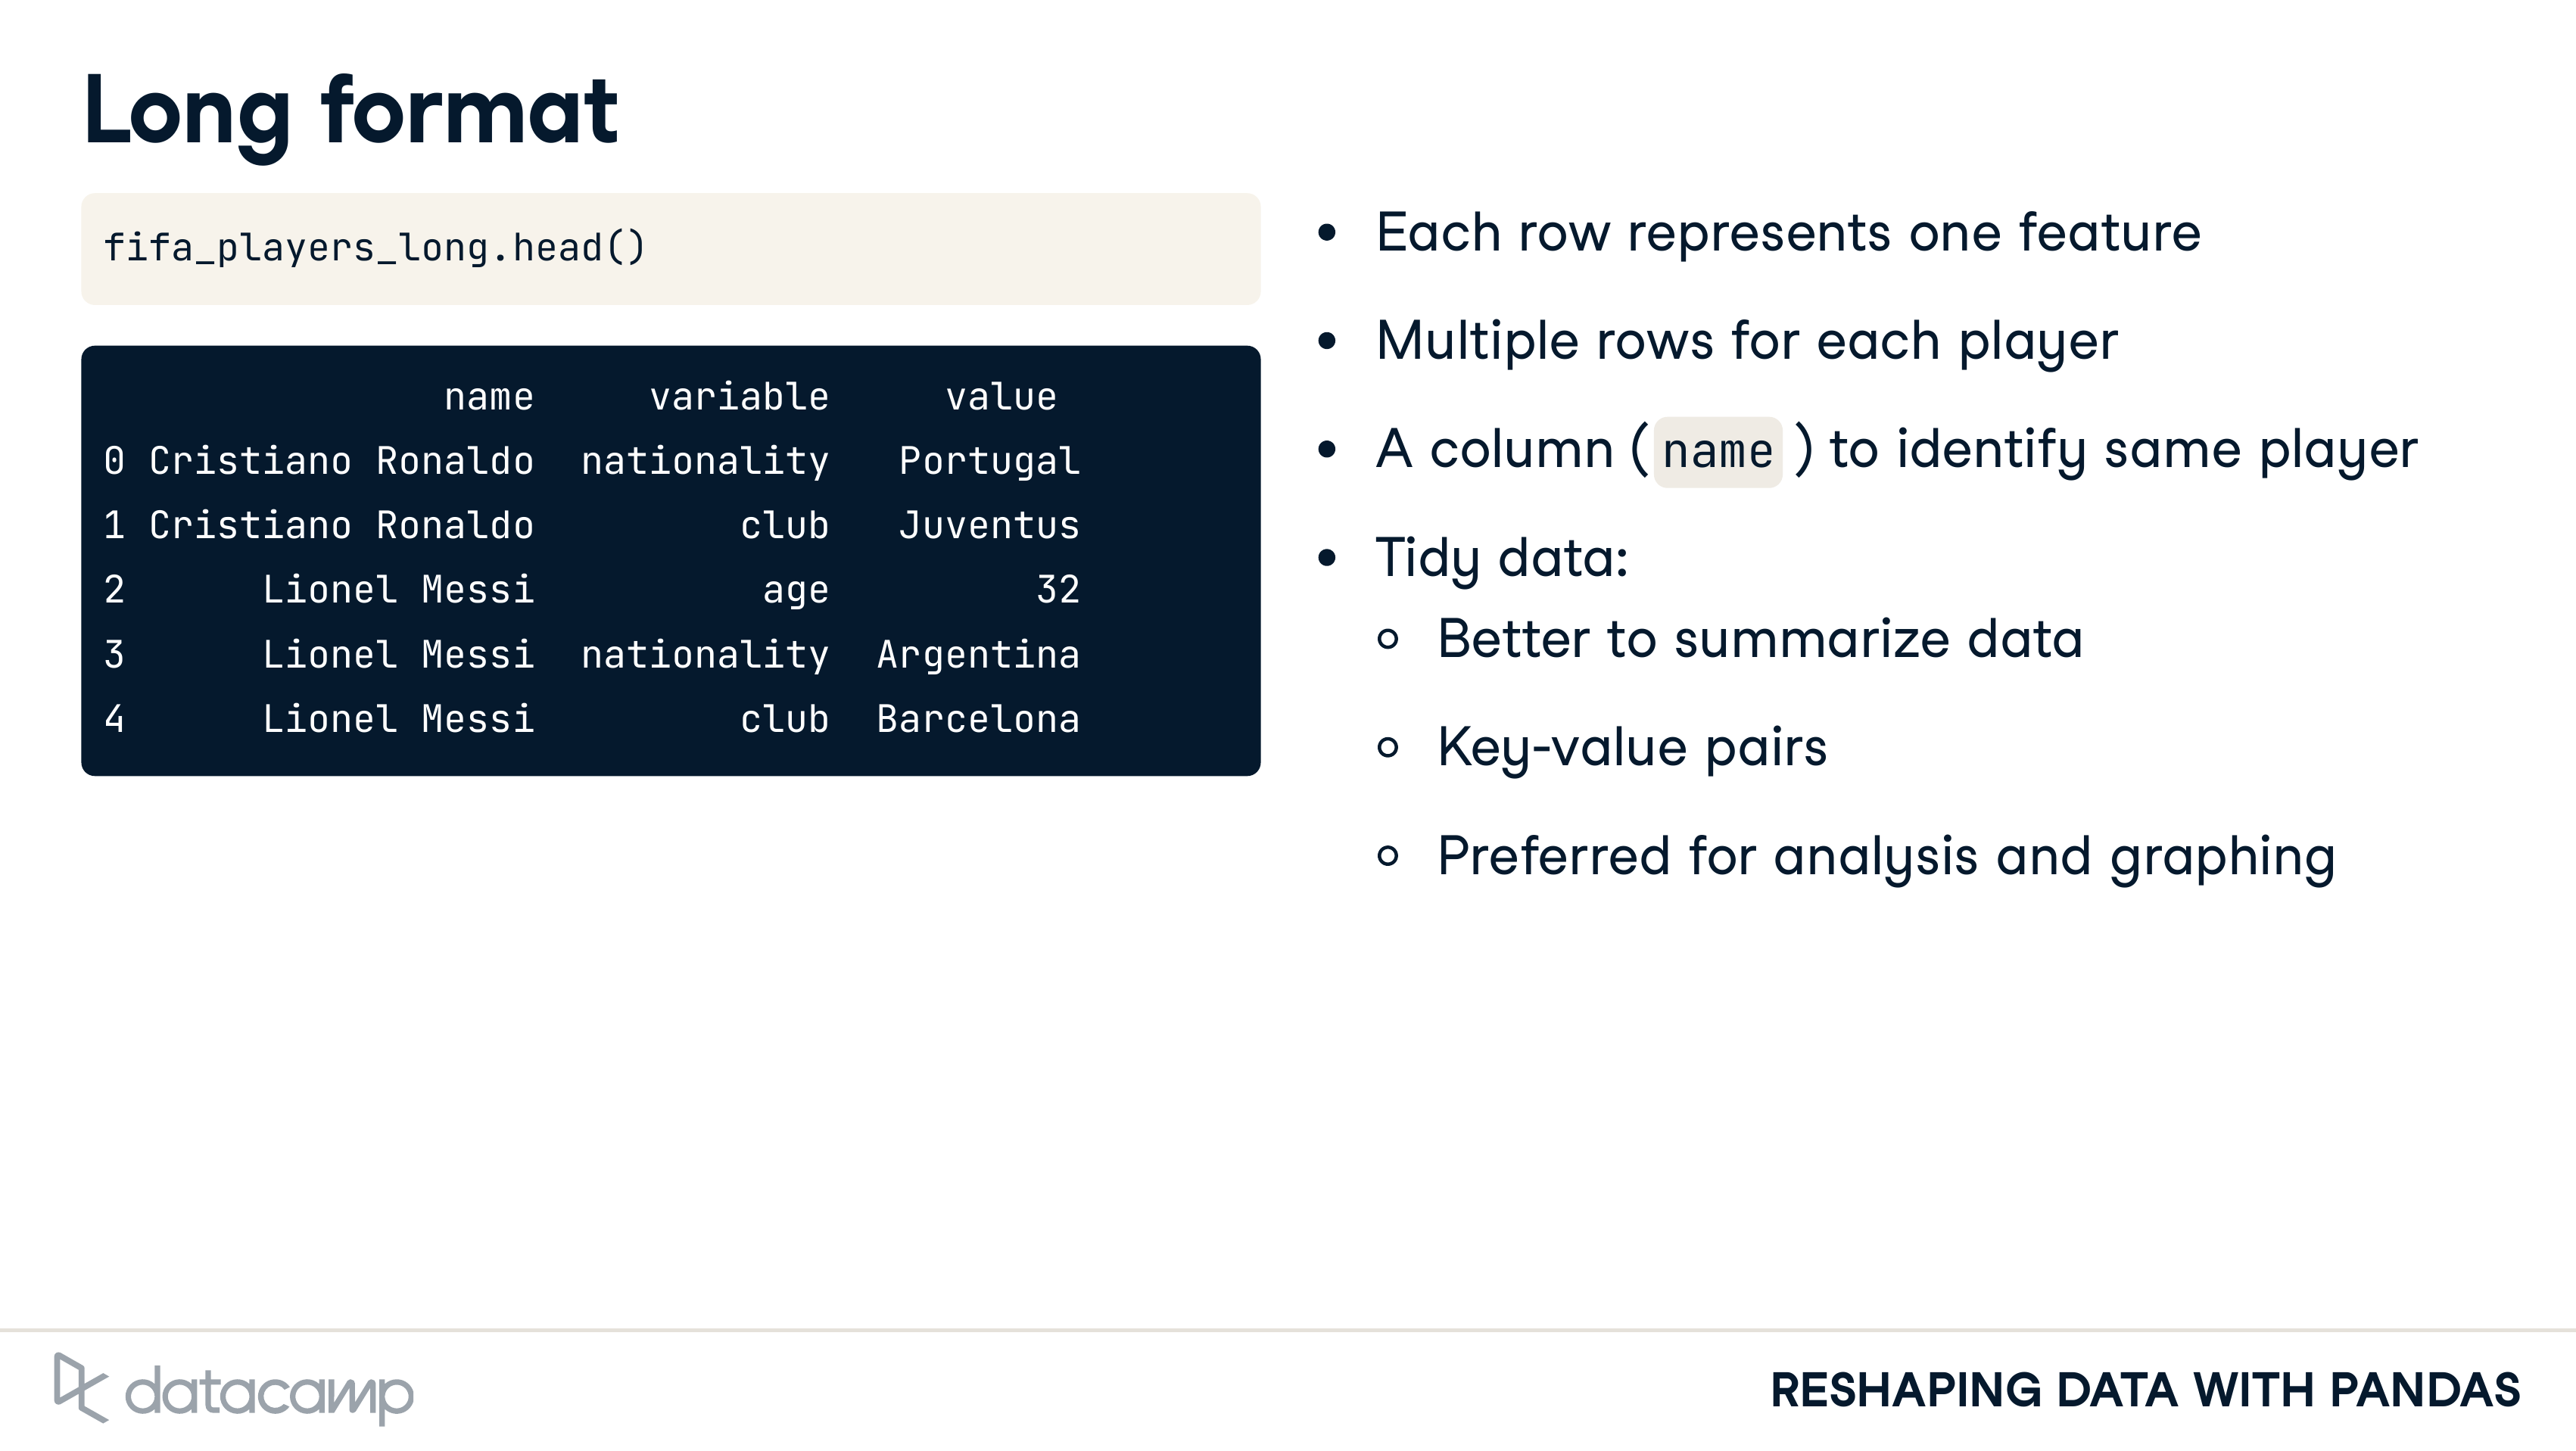 Long format
fifa_players_long.head()
name variable value
0 Cristiano Ronaldo nationality Portugal
1 Cristiano Ronaldo club Juventus
2 Lionel Messi age 32
3 Lionel Messi nationality Argentina
4 Lionel Messi club Barcelona
• Each row represents one feature
• Multiple rows for each player
• A column ( name ) to identify same player
• Tidy data:
○ Better to summarize data
○ Key-value pairs
○ Preferred for analysis and graphing
datacamp
RESHAPING DATA WITH PANDAS